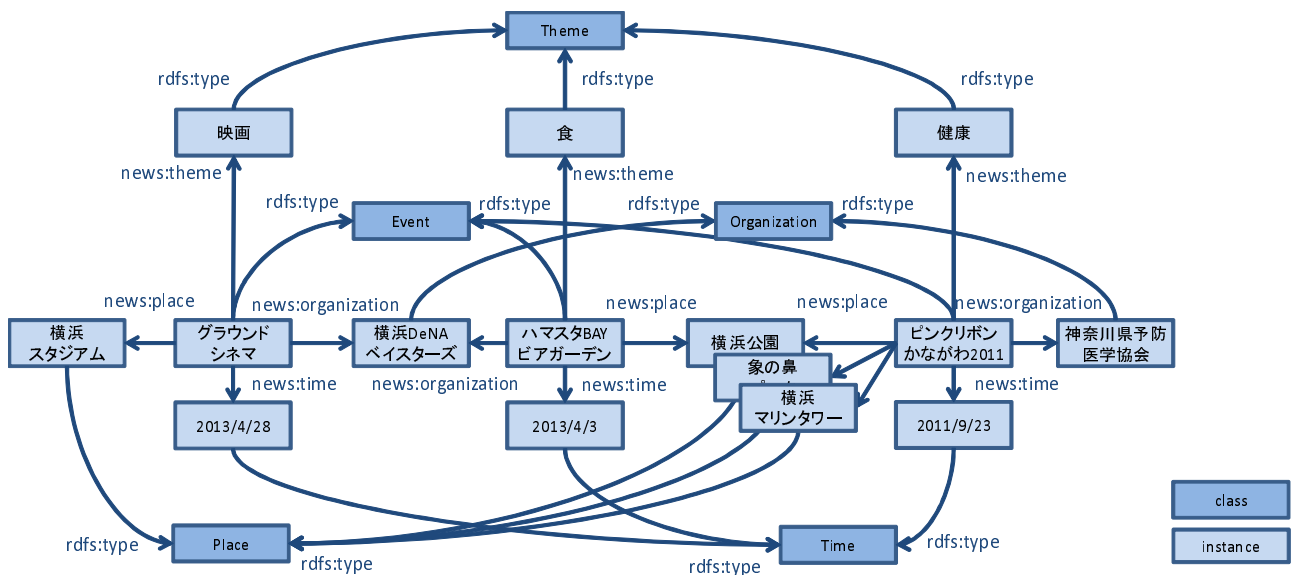 Theme
rdfs:type
rdfs:type
rdfs:type
映画
食
健康
news:theme
news:theme
news:theme
rdfs:type
Event
rdfs:type
rdfs:type
Organization
rdfs:type
news:place
news:organization
news:place
news:place
news:organization
横浜
スタジアム
グラウンド
シネマ
横浜DeNA
ベイスターズ
ハマスタBAY
ビアガーデン
横浜公園
ピンクリボン
かながわ2011
神奈川県予防
医学協会
象の鼻
news:time
news:organization
news:time
news:time
横浜
マリンタワー
2013/4/28
2013/4/3
2011/9/23
class
Place
Time
instance
rdfs:type
rdfs:type
rdfs:type
rdfs:type